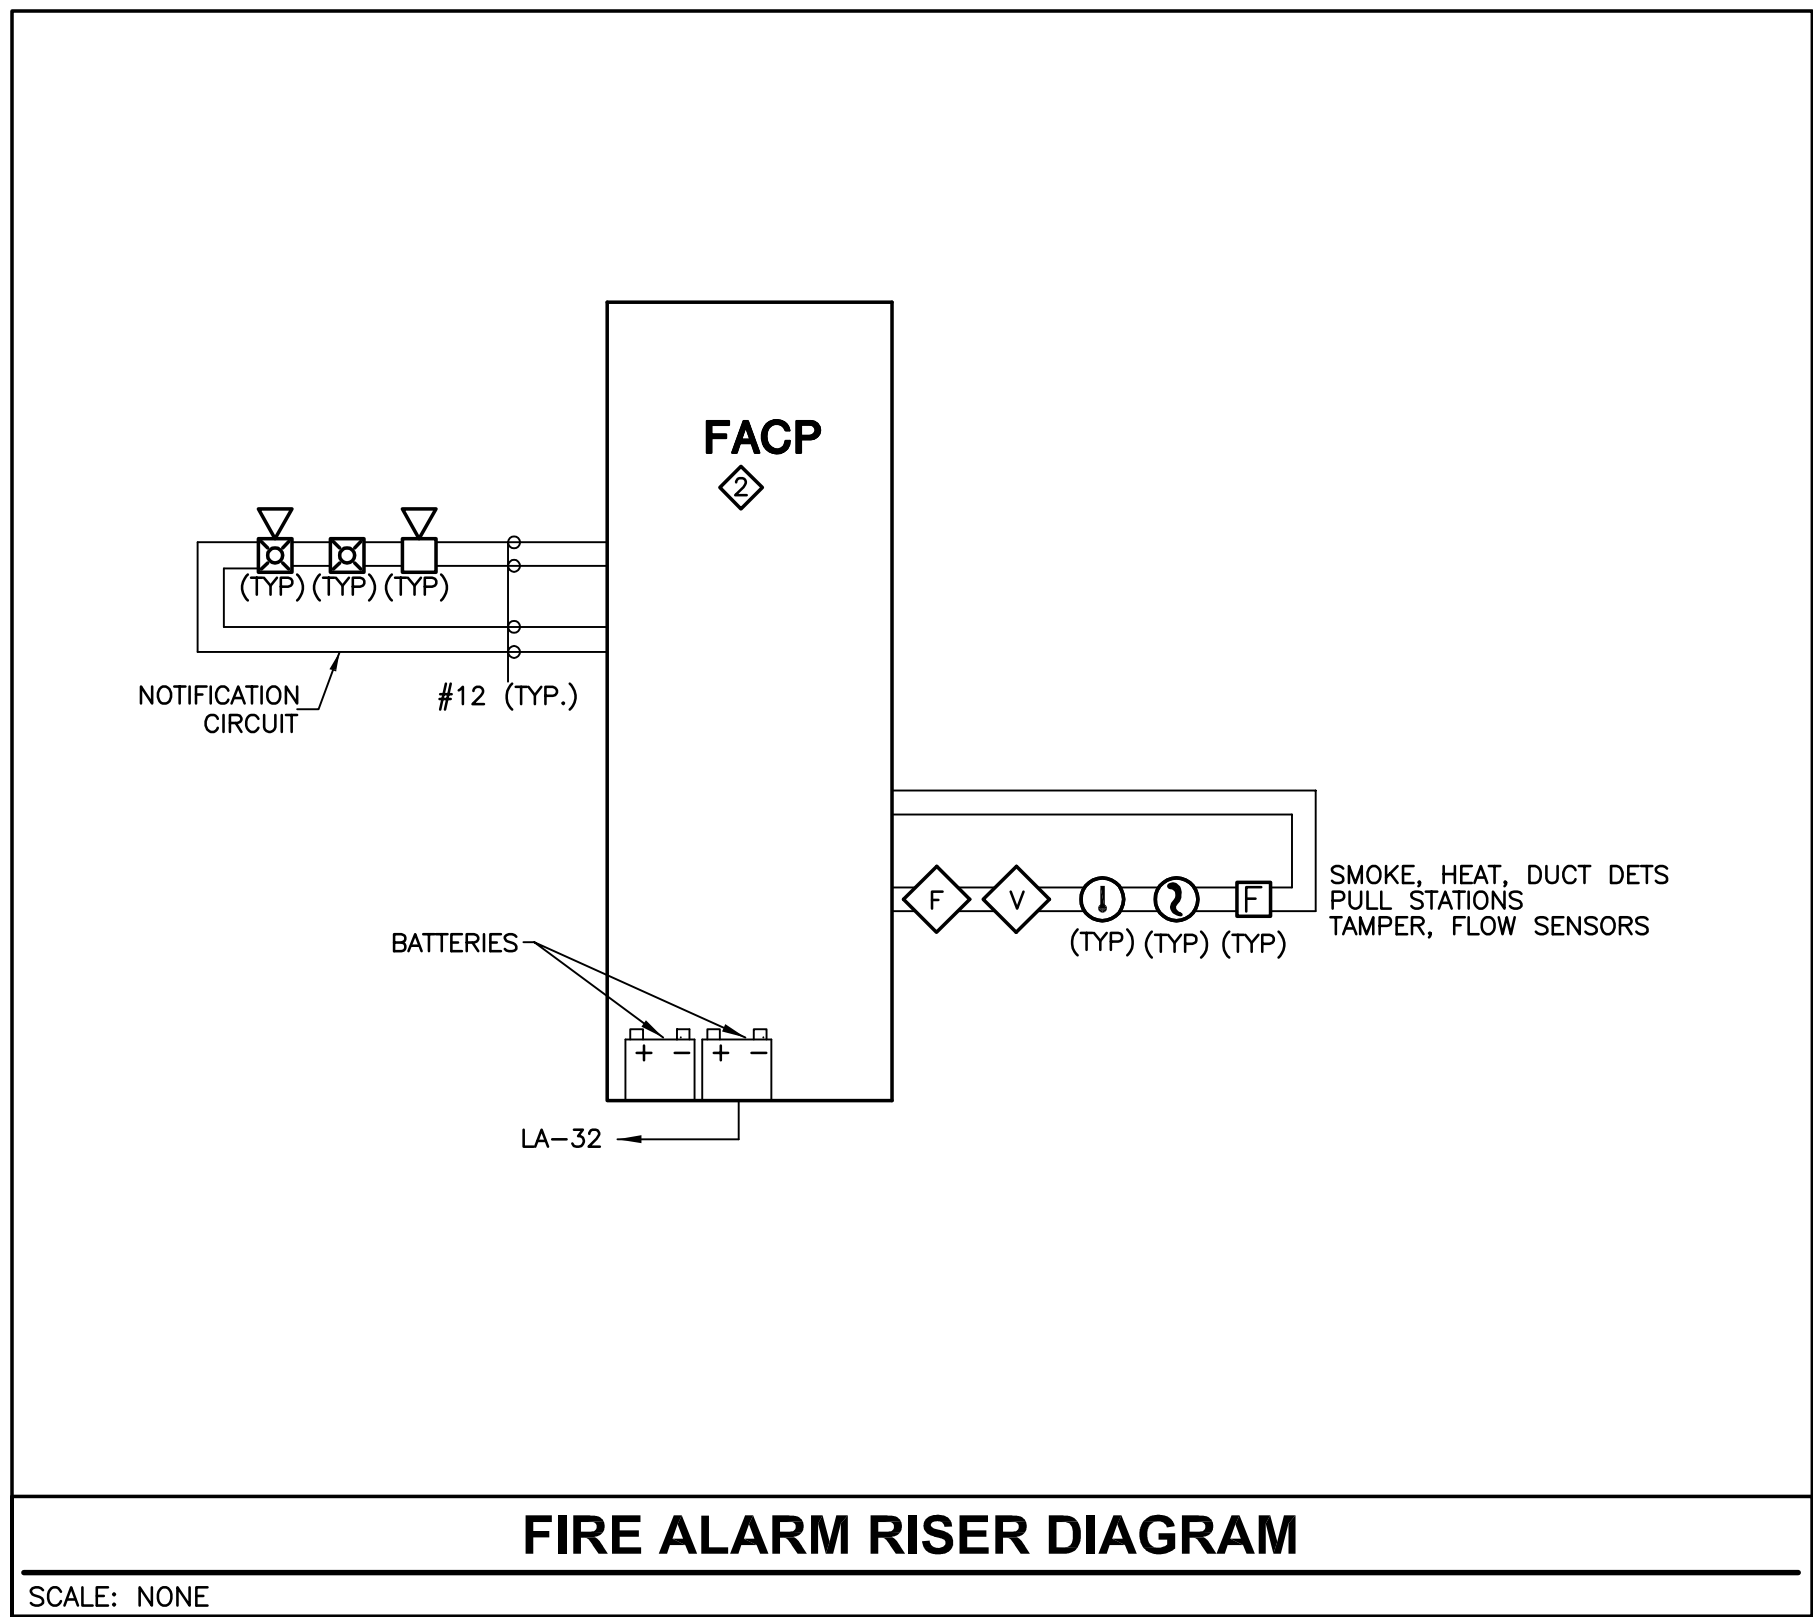 FACP
2
(TYP) (TYP) (TYP)
NOTIFICATION
CIRCUIT
#12 (TYP.)
F V F
(TYP) (TYP) (TYP)
SMOKE, HEAT, DUCT DETS
PULL STATIONS
TAMPER, FLOW SENSORS
BATTERIES
+ - + -
LA-32
FIRE ALARM RISER DIAGRAM
SCALE: NONE